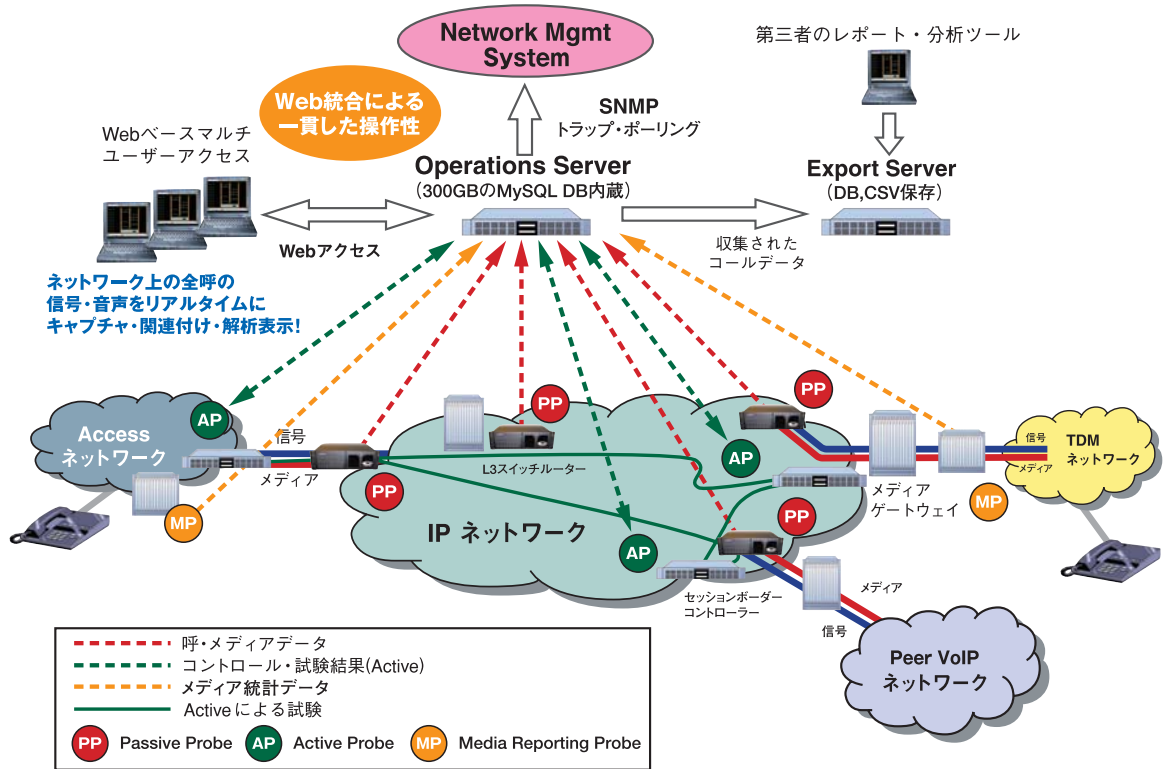 Network Mgmt
System
第三者のレポート・分析ツール
Web統合による
一貫した操作性
SNMP
トラップ・ポーリング
Webベースマルチ
ユーザーアクセス
Operations Server
(300GBのMySQL DB内蔵)
Export Server
(DB,CSV保存)
Webアクセス
収集された
コールデータ
ネットワーク上の全呼の
信号・音声をリアルタイムに
キャプチャ・関連付け・解析表示!
AP
PP
PP
Access
ネットワーク
信号
メディア
L3スイッチルーター
AP
信号
メディア
TDM
ネットワーク
PP
MP
メディア
ゲートウェイ
MP
PP
IP ネットワーク
AP
セッションボーダー
コントローラー
メディア
信号
Peer VoIP
ネットワーク
呼・メディアデータ
コントロール・試験結果(Active)
メディア統計データ
Activeによる試験
PP Passive Probe AP Active Probe MP Media Reporting Probe